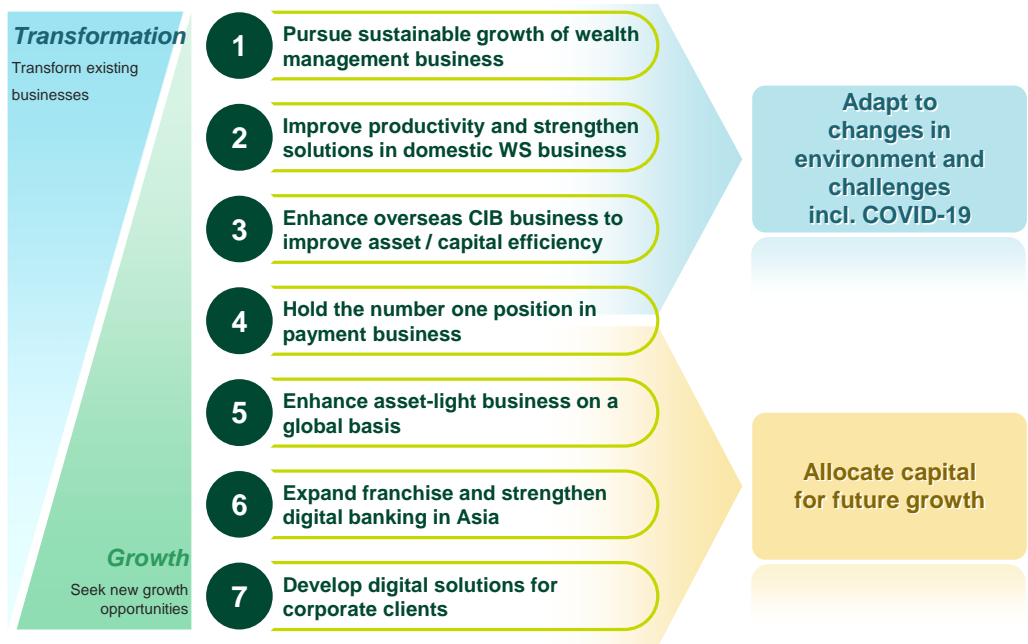 Transformation
Transform existing
businesses
1
Pursue sustainable growth of wealth
management business
2
Improve productivity and strengthen
solutions in domestic WS business
3
Enhance overseas CIB business to
improve asset / capital efficiency
4
Hold the number one position in
payment business
5
Enhance asset-light business on a
global basis
6
Expand franchise and strengthen
digital banking in Asia
7
Develop digital solutions for
corporate clients
Growth
Seek new growth
opportunities
Adapt to
changes in
environment and
challenges
incl. COVID-19
Allocate capital
for future growth